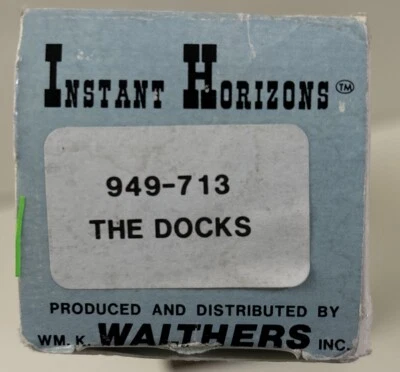 INSTANT HORIZONS™
949-713
THE DOCKS
PRODUCED AND DISTRIBUTED BY
WM. K. WALTHERS INC.